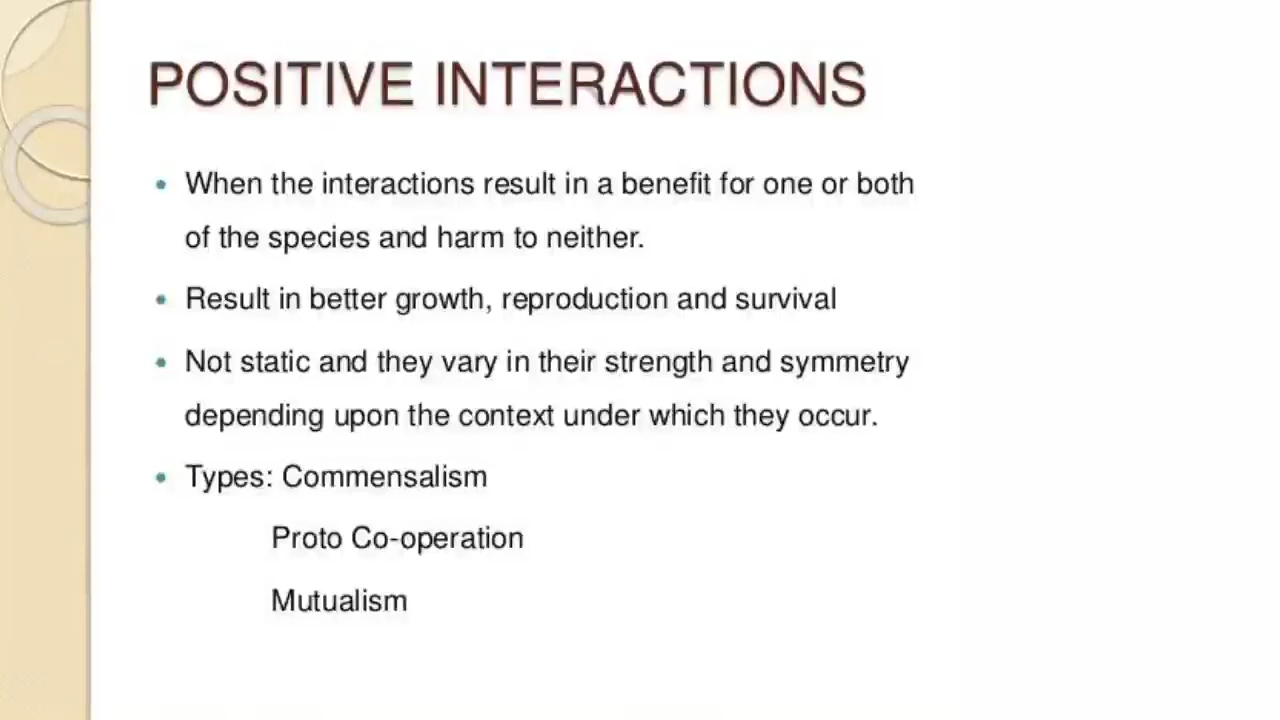 POSITIVE INTERACTIONS
• When the interactions result in a benefit for one or both
of the species and harm to neither.
• Result in better growth, reproduction and survival
• Not static and they vary in their strength and symmetry
depending upon the context under which they occur.
• Types: Commensalism
Proto Co-operation
Mutualism